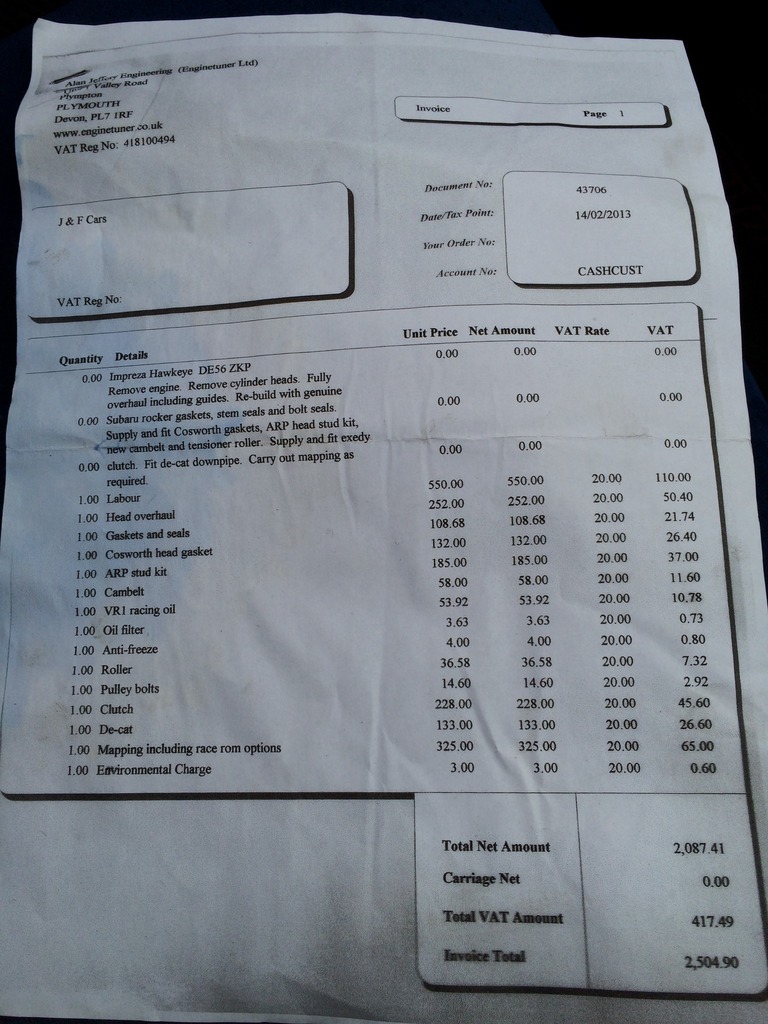 Alan Jeffery Engineering (Enginetuner Ltd)
Valley Road
Plympton
PLYMOUTH
Devon, PL7 1RF
www.enginetuner.co.uk
VAT Reg No: 418100494
Invoice Page 1
J & F Cars
VAT Reg No:
Document No: 43706
Date/Tax Point: 14/02/2013
Your Order No:
Account No: CASHCUST
Quantity Details Unit Price Net Amount VAT Rate VAT
0.00 Impreza Hawkeye DE56 ZKP 0.00 0.00 0.00
Remove engine. Remove cylinder heads. Fully
overhaul including guides. Re-build with genuine
0.00 Subaru rocker gaskets, stem seals and bolt seals. 0.00 0.00 0.00
Supply and fit Cosworth gaskets, ARP head stud kit,
new cambelt and tensioner roller. Supply and fit exedy
0.00 clutch. Fit de-cat downpipe. Carry out mapping as 0.00 0.00 0.00
required.
1.00 Labour 550.00 550.00 20.00 110.00
1.00 Head overhaul 252.00 252.00 20.00 50.40
1.00 Gaskets and seals 108.68 108.68 20.00 21.74
1.00 Cosworth head gasket 132.00 132.00 20.00 26.40
1.00 ARP stud kit 185.00 185.00 20.00 37.00
1.00 Cambelt 58.00 58.00 20.00 11.60
1.00 VR1 racing oil 53.92 53.92 20.00 10.78
1.00 Oil filter 3.63 3.63 20.00 0.73
1.00 Anti-freeze 4.00 4.00 20.00 0.80
1.00 Roller 36.58 36.58 20.00 7.32
1.00 Pulley bolts 14.60 14.60 20.00 2.92
1.00 Clutch 228.00 228.00 20.00 45.60
1.00 De-cat 133.00 133.00 20.00 26.60
1.00 Mapping including race rom options 325.00 325.00 20.00 65.00
1.00 Environmental Charge 3.00 3.00 20.00 0.60
Total Net Amount 2,087.41
Carriage Net 0.00
Total VAT Amount 417.49
Invoice Total 2,504.90